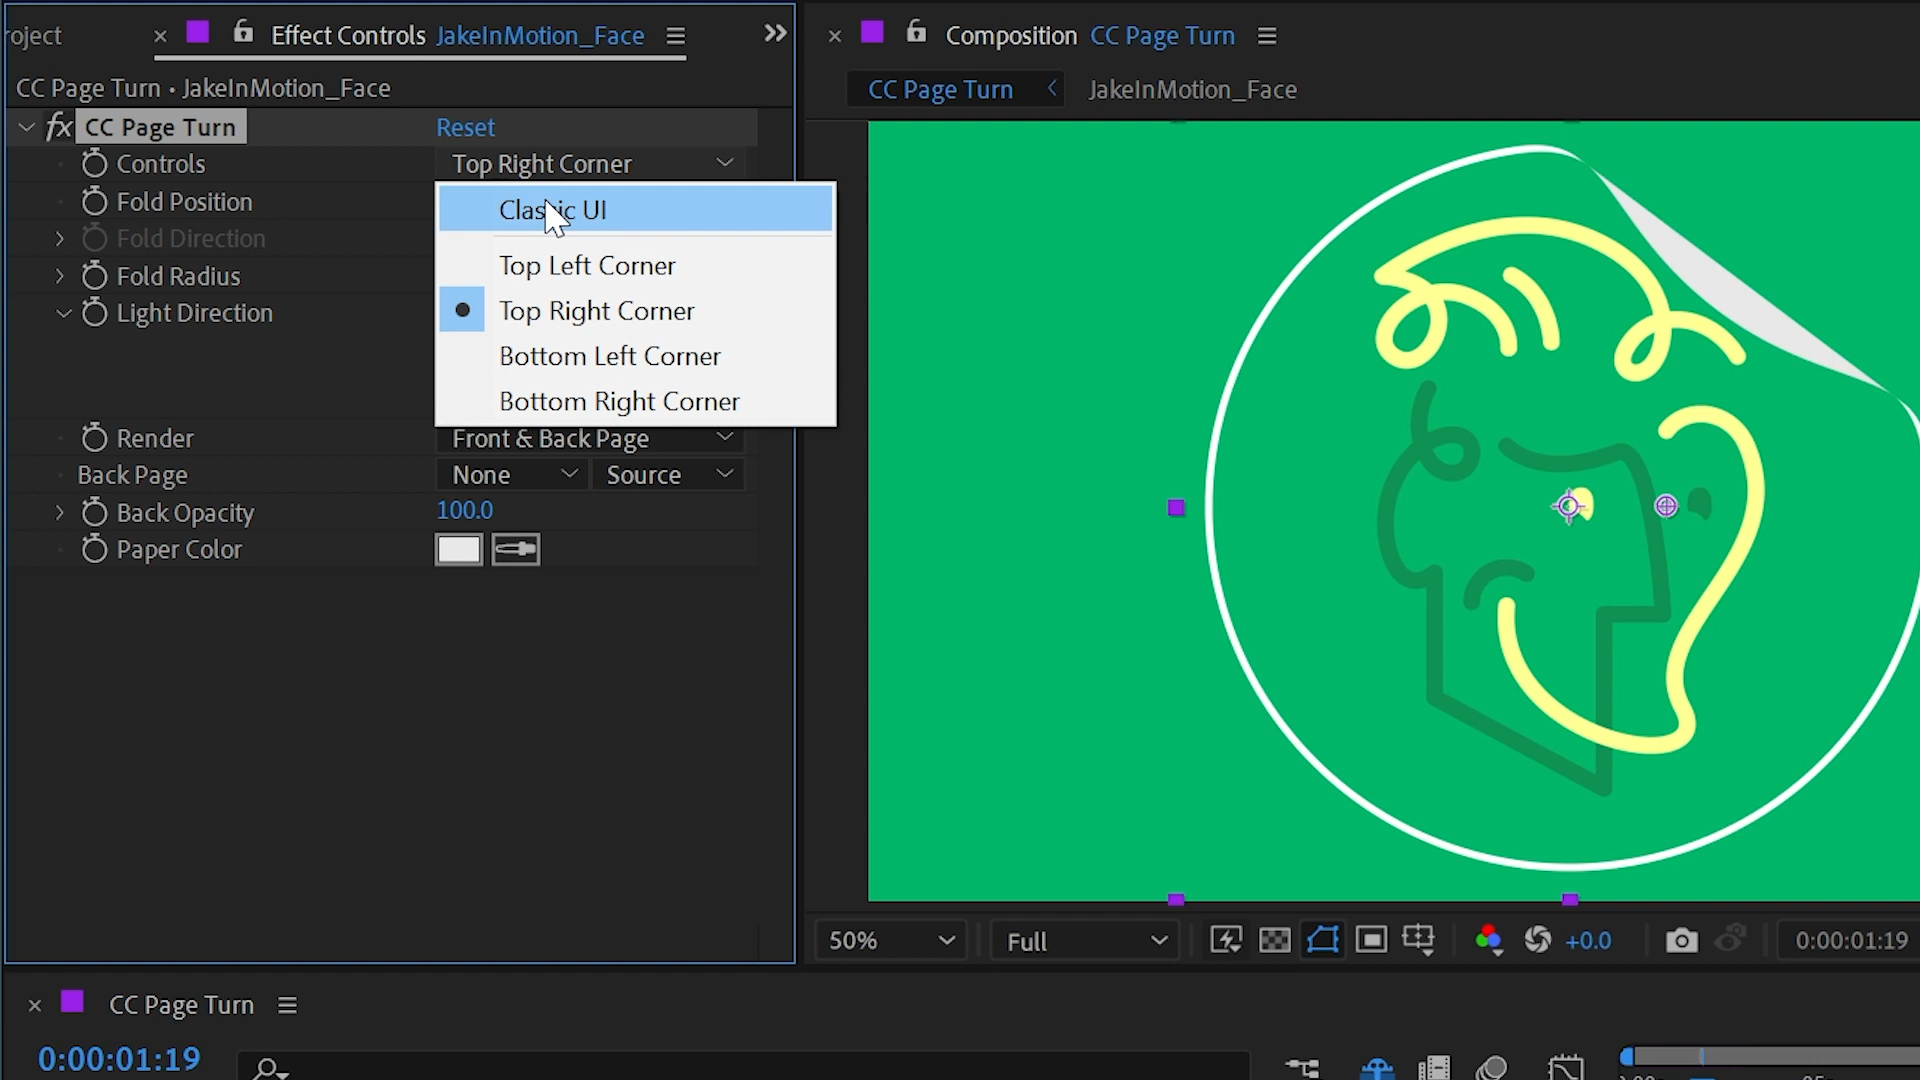 roject
Effect Controls JakeInMotion_Face
CC Page Turn • JakeInMotion_Face
fx CC Page Turn Reset
Controls Top Right Corner
Fold Position
Fold Direction
Fold Radius
Light Direction
Classic UI
Top Left Corner
Top Right Corner
Bottom Left Corner
Bottom Right Corner
Render Front & Back Page
Back Page None Source
Back Opacity 100.0
Paper Color
Composition CC Page Turn
CC Page Turn JakeInMotion_Face
50% Full +0.0 0:00:01:19
CC Page Turn
0:00:01:19